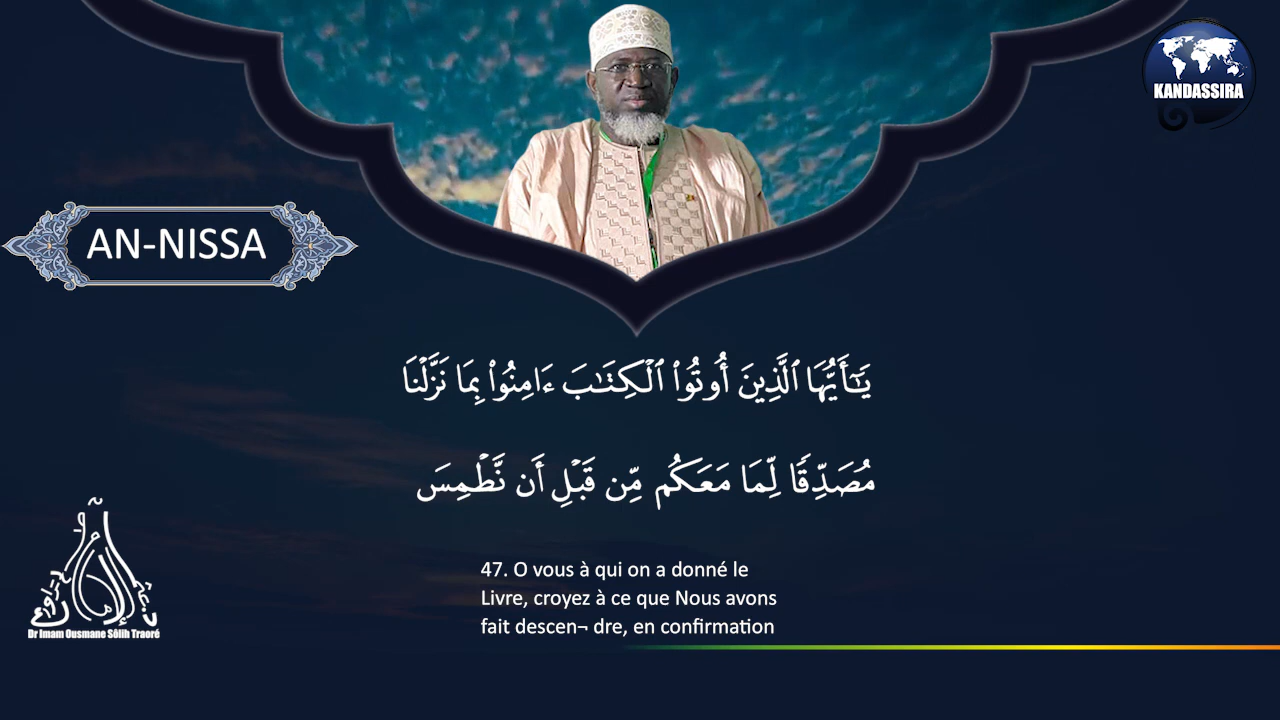 KANDASSIRA
AN-NISSA
يَـٰٓأَيُّهَا ٱلَّذِينَ أُوتُوا۟ ٱلْكِتَـٰبَ ءَامِنُوا۟ بِمَا نَزَّلْنَا
مُصَدِّقًا لِّمَا مَعَكُم مِّن قَبْلِ أَن نَّطْمِسَ
47. O vous à qui on a donné le
Livre, croyez à ce que Nous avons
fait descen¬ dre, en confirmation
Dr Imam Ousmane Sôlih Traoré